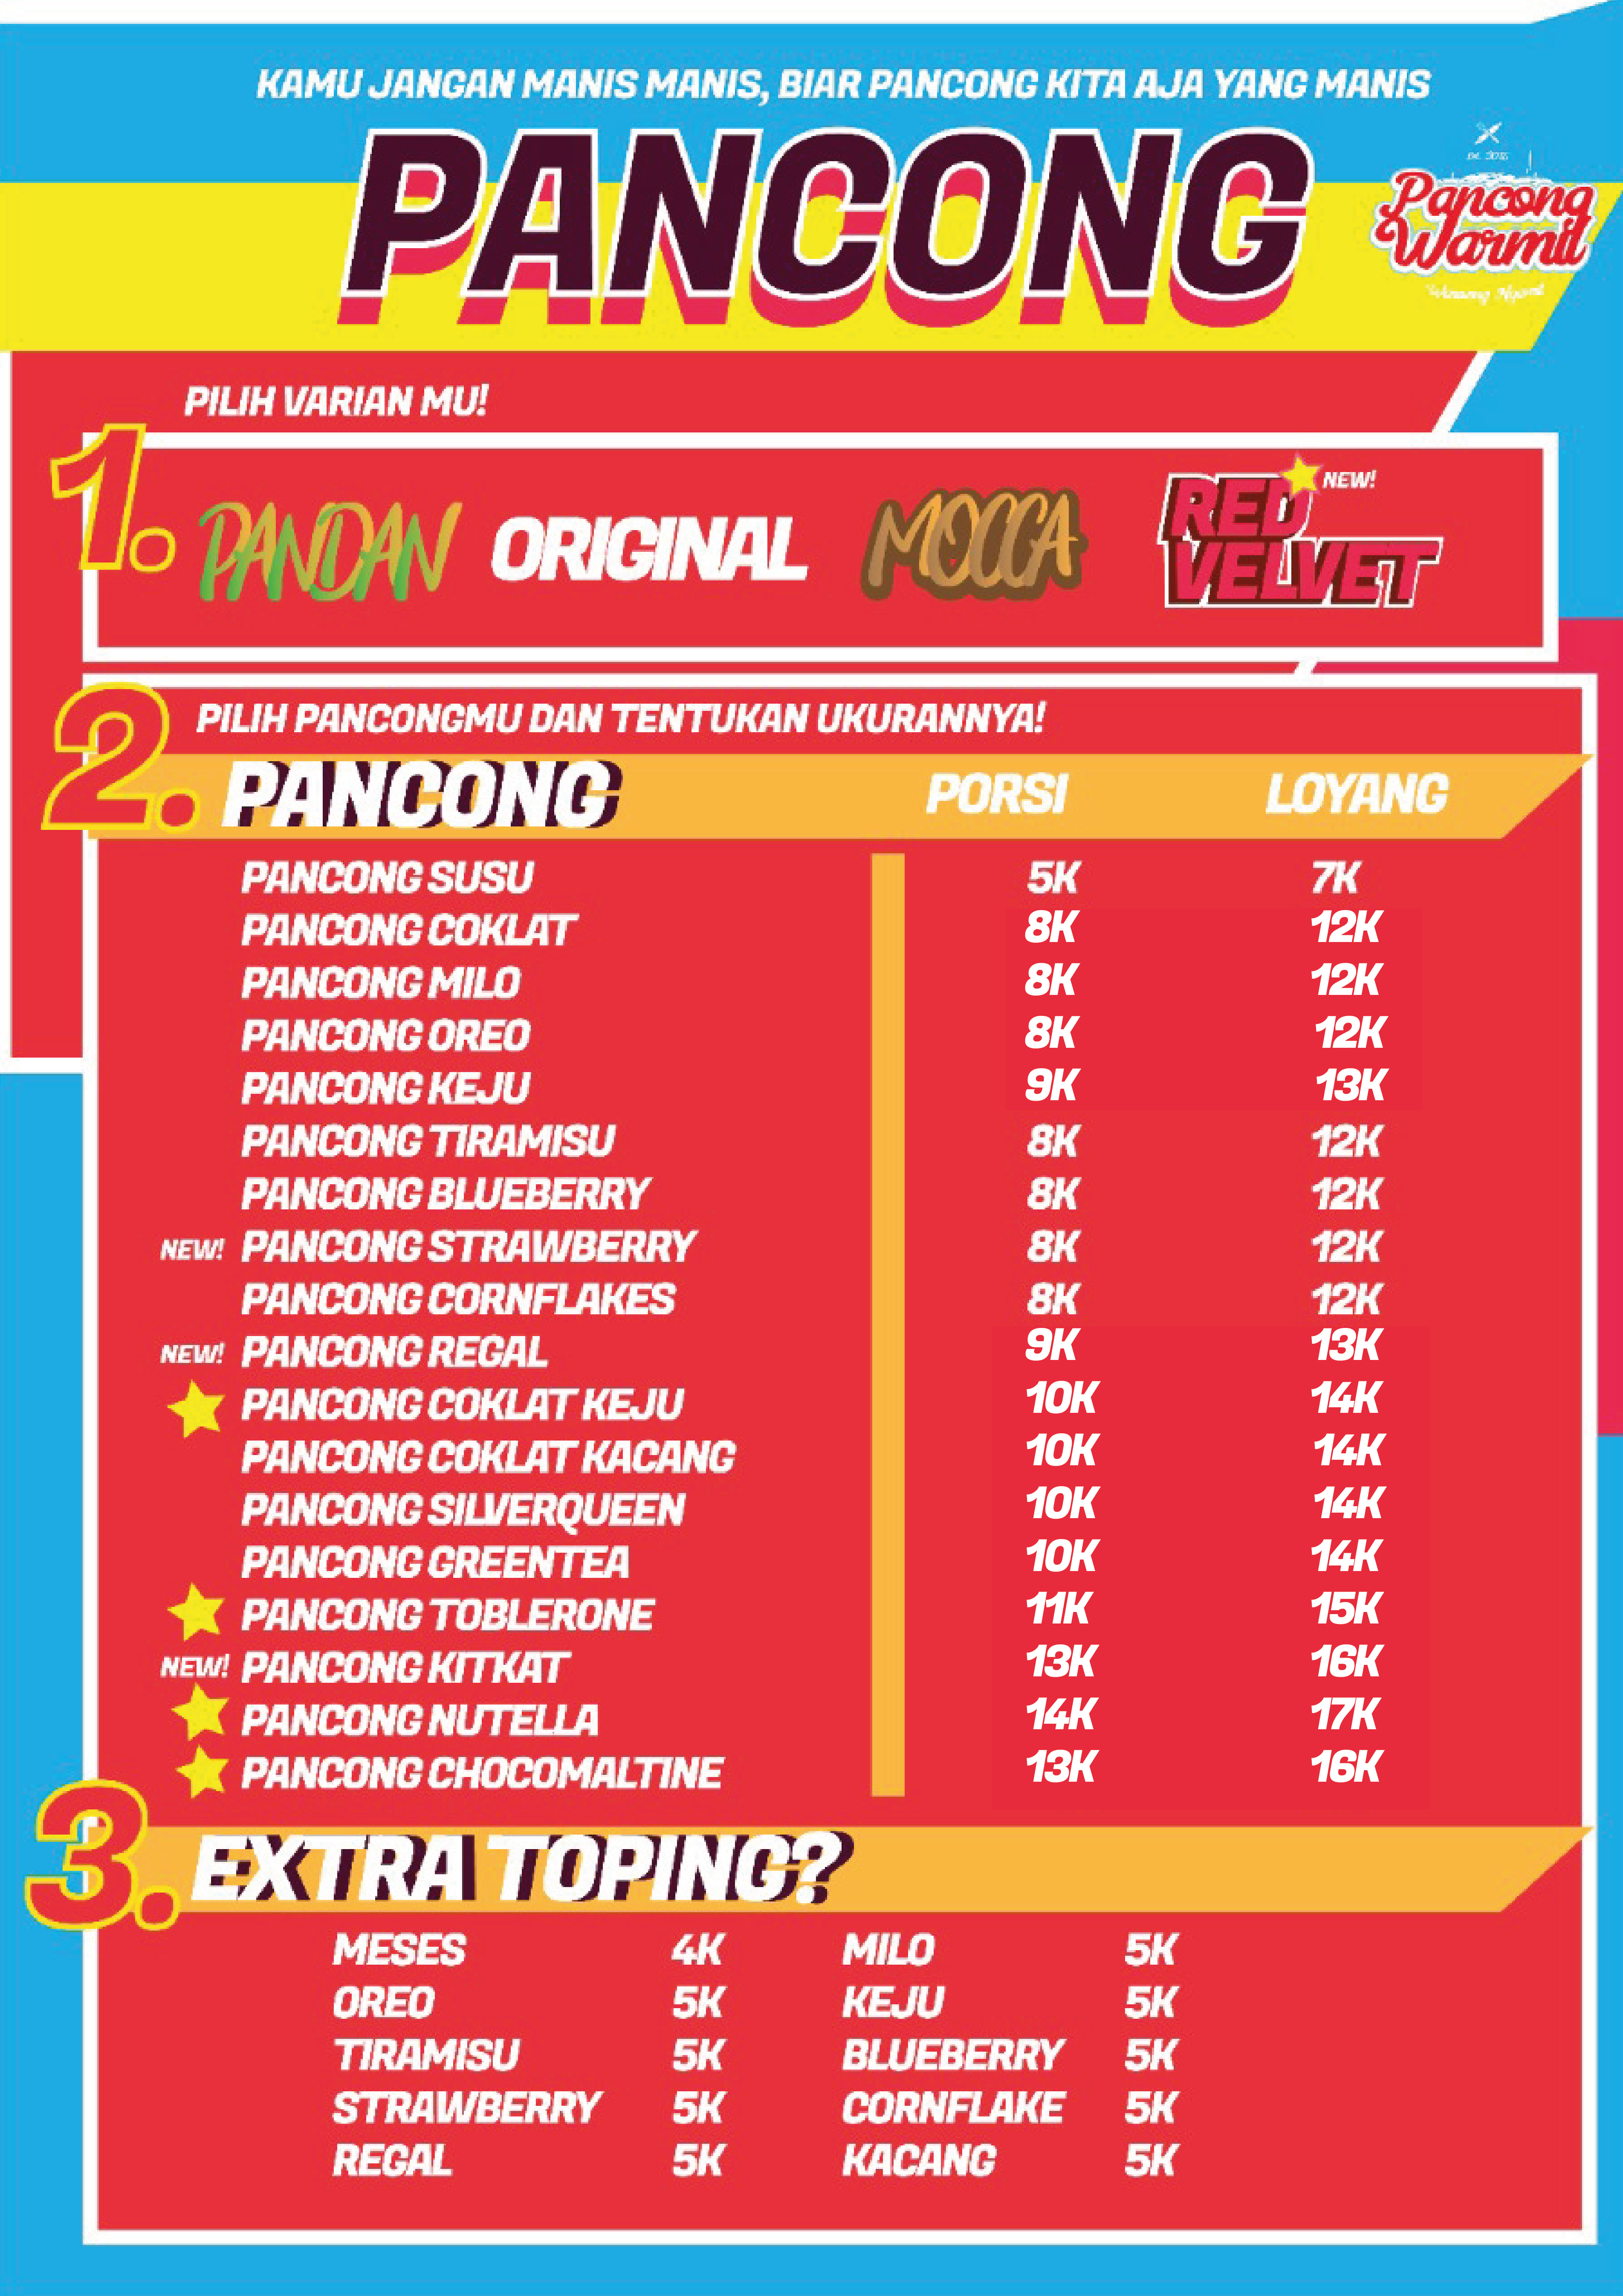 KAMU JANGAN MANIS MANIS, BIAR PANCONG KITA AJA YANG MANIS
PANCONG
Pancong
Warmil
PILIH VARIAN MU!
1. PANDAN ORIGINAL MOCCA RED VELVET NEW!
PILIH PANCONGMU DAN TENTUKAN UKURANNYA!
2. PANCONG PORSI LOYANG
PANCONG SUSU 5K 7K
PANCONG COKLAT 8K 12K
PANCONG MILO 8K 12K
PANCONG OREO 8K 12K
PANCONG KEJU 9K 13K
PANCONG TIRAMISU 8K 12K
PANCONG BLUEBERRY 8K 12K
NEW! PANCONG STRAWBERRY 8K 12K
PANCONG CORNFLAKES 8K 12K
NEW! PANCONG REGAL 9K 13K
PANCONG COKLAT KEJU 10K 14K
PANCONG COKLAT KACANG 10K 14K
PANCONG SILVERQUEEN 10K 14K
PANCONG GREENTEA 10K 14K
PANCONG TOBLERONE 11K 15K
NEW! PANCONG KITKAT 13K 16K
PANCONG NUTELLA 14K 17K
PANCONG CHOCOMALTINE 13K 16K
3. EXTRA TOPING?
MESES 4K MILO 5K
OREO 5K KEJU 5K
TIRAMISU 5K BLUEBERRY 5K
STRAWBERRY 5K CORNFLAKE 5K
REGAL 5K KACANG 5K